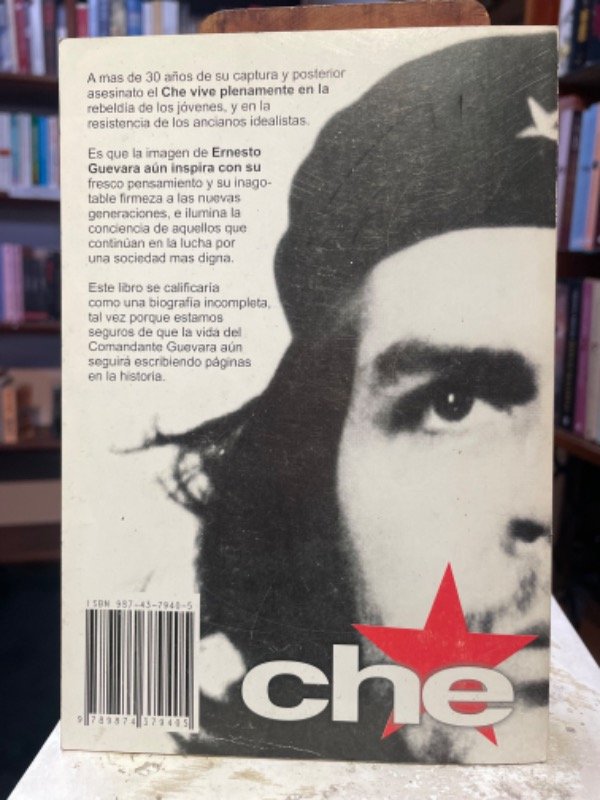 A mas de 30 años de su captura y posterior
asesinato el Che vive plenamente en la
rebeldía de los jóvenes, y en la
resistencia de los ancianos idealistas.
Es que la imagen de Ernesto
Guevara aún inspira con su
fresco pensamiento y su inago-
table firmeza a las nuevas
generaciones, e ilumina la
conciencia de aquellos que
continúan en la lucha por
una sociedad mas digna.
Este libro se calificaría
como una biografía incompleta,
tal vez porque estamos
seguros de que la vida del
Comandante Guevara aún
seguirá escribiendo páginas
en la historia.
ISBN 987-43-7940-5
9 789874 379405
che